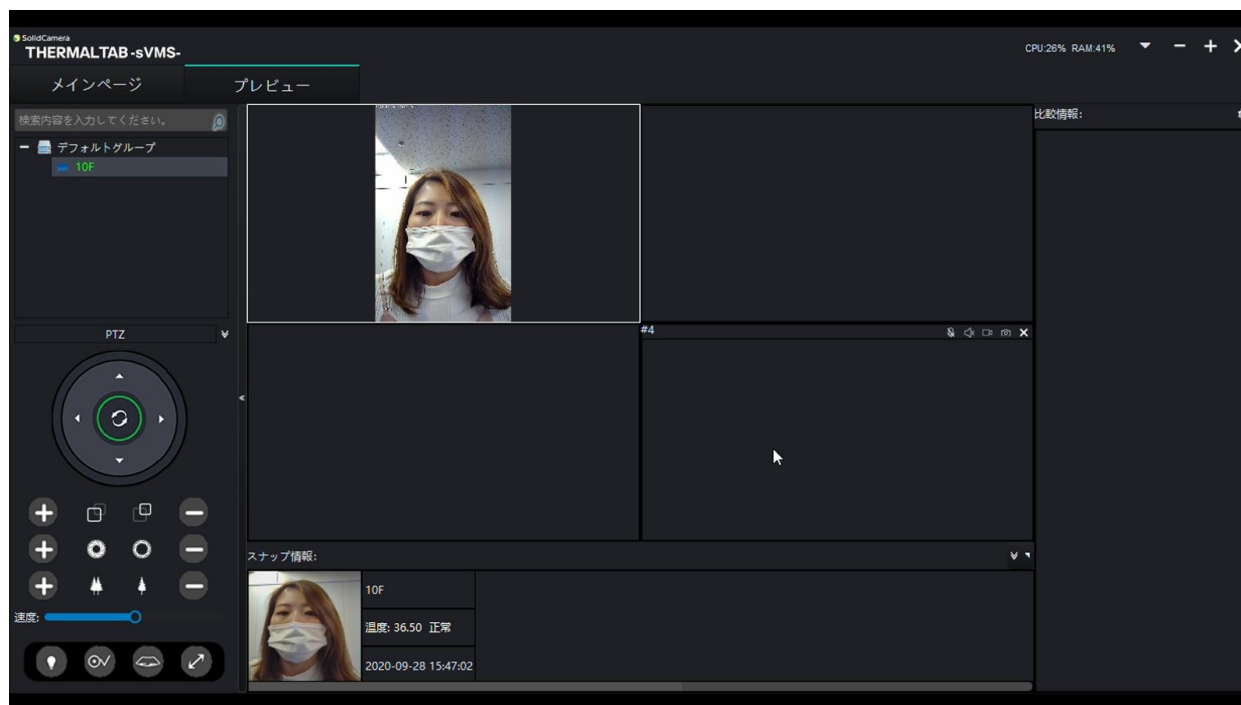 SolidCamera
THERMALTAB-sVMS-
CPU:26% RAM:41%
メインページ
プレビュー
検索内容を入力してください。
デフォルトグループ
10F
比較情報:
PTZ
#4
速度:
スナップ情報:
10F
温度: 36.50 正常
2020-09-28 15:47:02